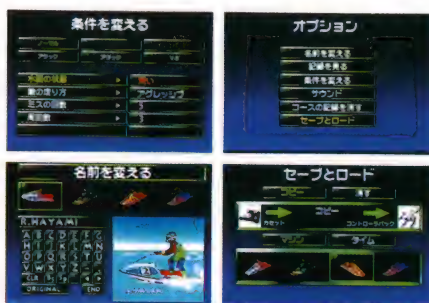 条件を変える
ノーマル
アタック
アタック
VS
水面の状態
敵の走り方
アグレッシブ
ミスの回数
5
周回数
3
オプション
名前を変える
記録を見る
条件を変える
サウンド
コースの記録を消す
セーブとロード
名前を変える
R.HAYAMI
A B C D E F G
H I J K L M N
O P Q R S T U
V W X Y Z
ORIGINAL
END
セーブとロード
コピー
消す
コピー
カセット
コントローラパック
マシン
タイム